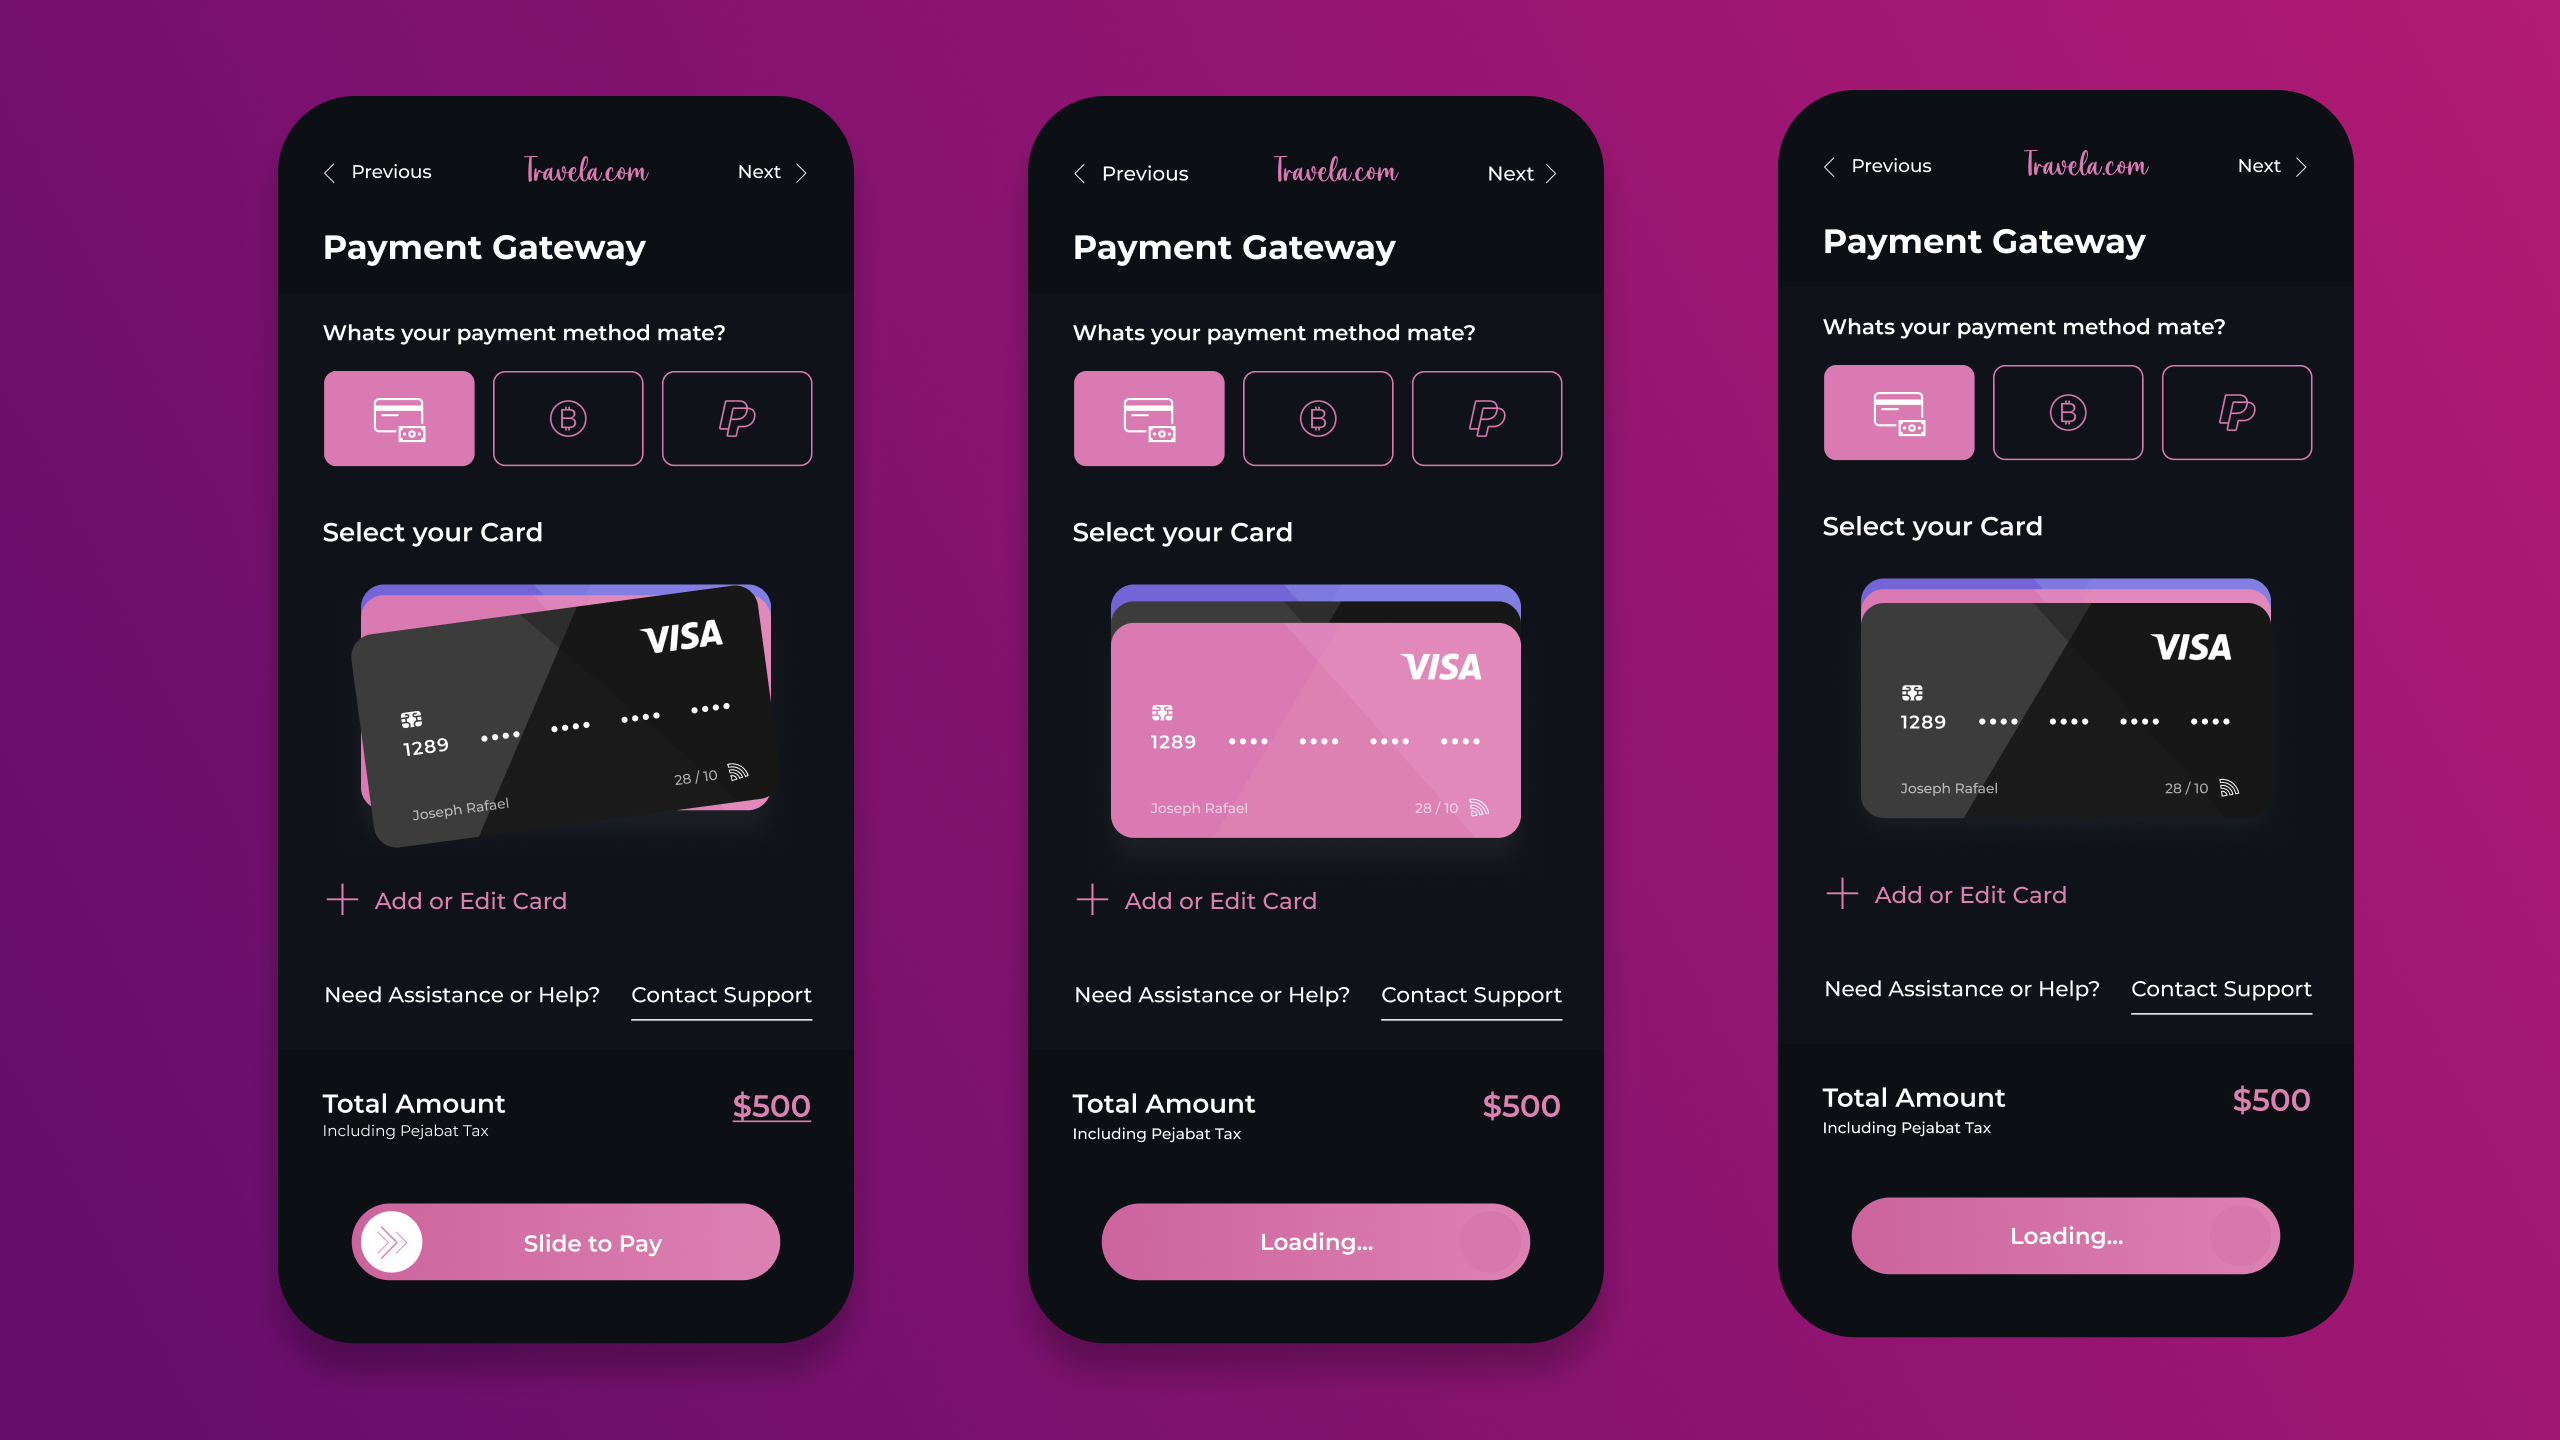 Previous
Travela.com
Next
Payment Gateway
Whats your payment method mate?
Select your Card
VISA
1289 •••• •••• •••• ••••
28 / 10
Joseph Rafael
Add or Edit Card
Need Assistance or Help? Contact Support
Total Amount $500
Including Pejabat Tax
Slide to Pay
Previous
Travela.com
Next
Payment Gateway
Whats your payment method mate?
Select your Card
VISA
1289 •••• •••• •••• ••••
Joseph Rafael 28 / 10
Add or Edit Card
Need Assistance or Help? Contact Support
Total Amount $500
Including Pejabat Tax
Loading...
Previous
Travela.com
Next
Payment Gateway
Whats your payment method mate?
Select your Card
VISA
1289 •••• •••• •••• ••••
Joseph Rafael 28 / 10
Add or Edit Card
Need Assistance or Help? Contact Support
Total Amount $500
Including Pejabat Tax
Loading...